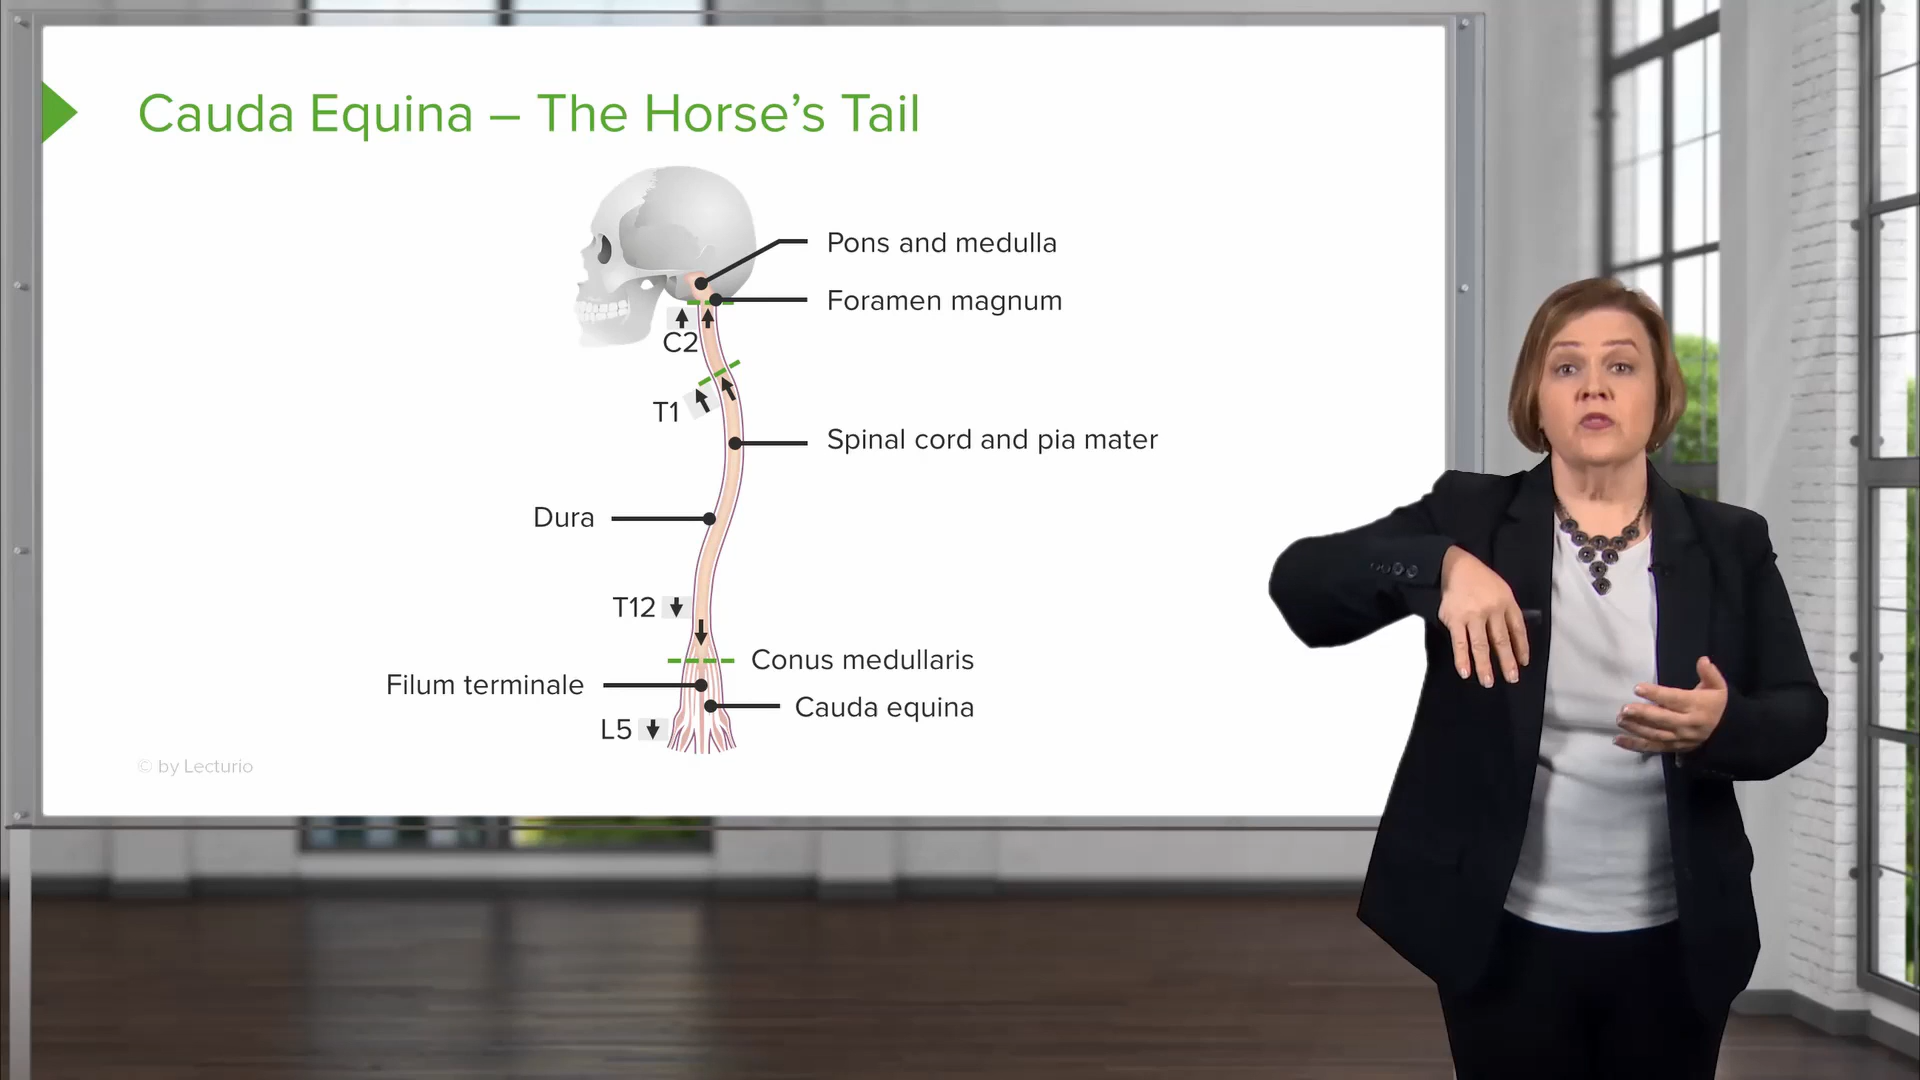 Cauda Equina – The Horse’s Tail
Pons and medulla
Foramen magnum
C2
T1
Spinal cord and pia mater
Dura
T12
Conus medullaris
Filum terminale
Cauda equina
L5
© by Lecturio